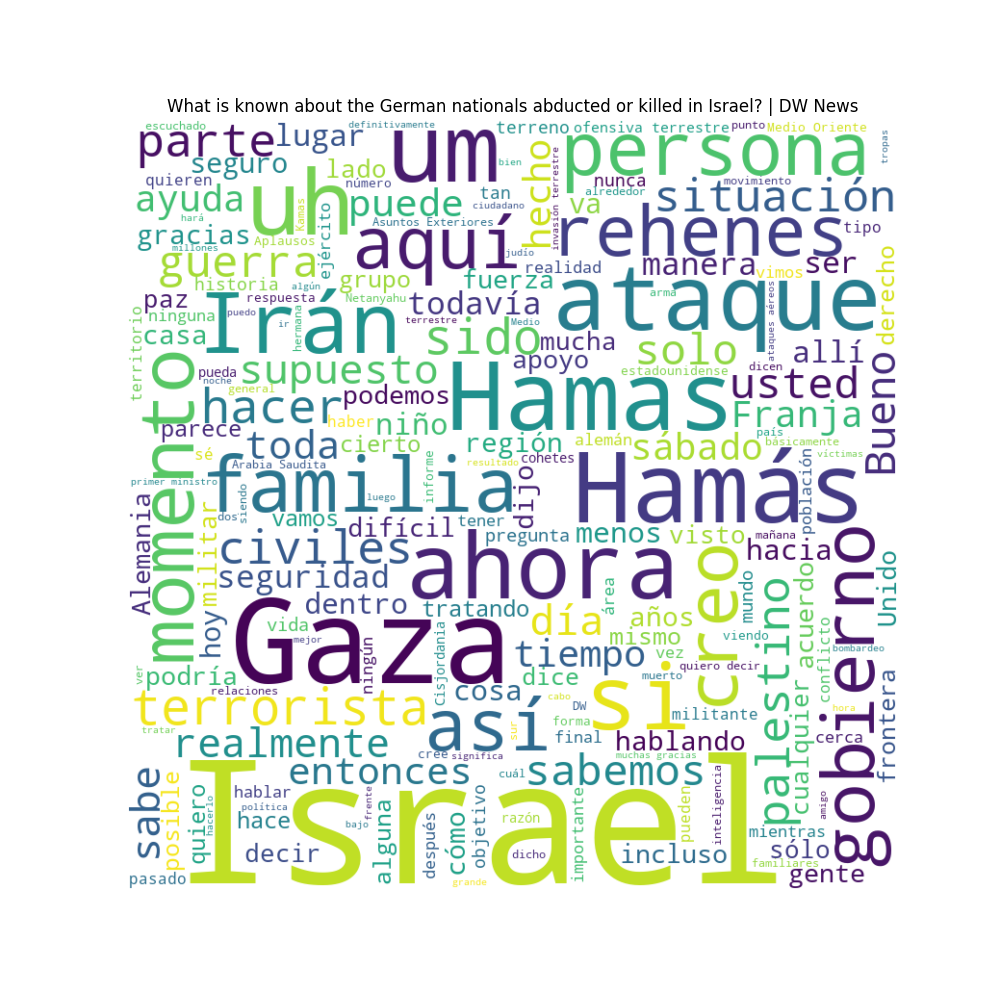 What is known about the German nationals abducted or killed in Israel? | DW News
escuchado
definitivamente
terreno
ofensiva terrestre
punto
Medio Oriente
parte
lugar
um
persona
tropas
seguro
lado
bien
hecho
invasión terrestre
quieren
número
tan
nunca
movimiento
ayuda
uh
puede
ciudadano
alrededor
va
situación
hará
Kamas
ejército
Asuntos Exteriores
gracias
Aplausos
aquí
rehenes
tipo
millones
judío
guerra
grupo
fuerza
realidad
manera
vimos
ser
derecho
historia
algún
paz
respuesta
Netanyahu
todavía
arma
ataques aéreos
ataque
ninguna
puedo
hermana
Irán
terrestre
Medio
casa
ir
sido
mucha
solo
allí
territorio
momento
pueda
supuesto
apoyo
estadounidense
dicen
usted
Bueno
noche
general
podemos
Hamas
hacer
haber
niño
Franja
parece
toda
cierto
región
alemán
sábado
país
básicamente
sé
Arabia Saudita
informe
resultado
cohetes
víctimas
primer ministro
siendo
familia
luego
dijo
Hamás
población
Alemania
militar
dos
vamos
difícil
tener
pregunta
menos
visto
mañana
hacia
civiles
ahora
creo
gobierno
Unido
hoy
seguridad
área
mundo
palestino
cualquier acuerdo
conflicto
dentro
tratando
día
años
vida
mejor
Gaza
ningún
cisjordania
mismo
viendo
bombardeo
ver
podría
tiempo
vez
quiero decir
relaciones
cosa
dice
muerto
frontera
terrorista
cabo
DW
si
militante
hora
tratar
así
sur
forma
realmente
final
hablando
cerca
cree
significa
muchas gracias
sabe
posible
entonces
cuál
sabemos
quiero
hacerlo
hablar
Israel
política
frente
inteligencia
amigo
hace
bajo
alguna
después
cómo
objetivo
razón
importante
pueden
mientras
decir
dicho
incluso
sólo
familiares
pasado
grande
gente